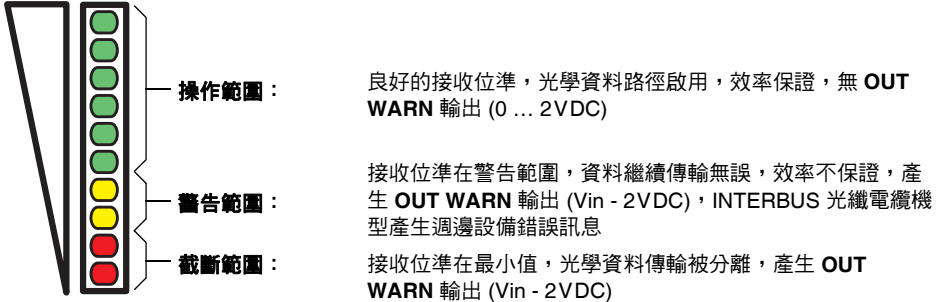 操作範圍：
良好的接收位準，光學資料路徑啟用，效率保證，無 OUT
WARN 輸出 (0 … 2VDC)
警告範圍：
接收位準在警告範圍，資料繼續傳輸無誤，效率不保證，產
生 OUT WARN 輸出 (Vin - 2VDC)，INTERBUS 光纖電纜機
型產生週邊設備錯誤訊息
截斷範圍：
接收位準在最小值，光學資料傳輸被分離，產生 OUT
WARN 輸出 (Vin - 2VDC)